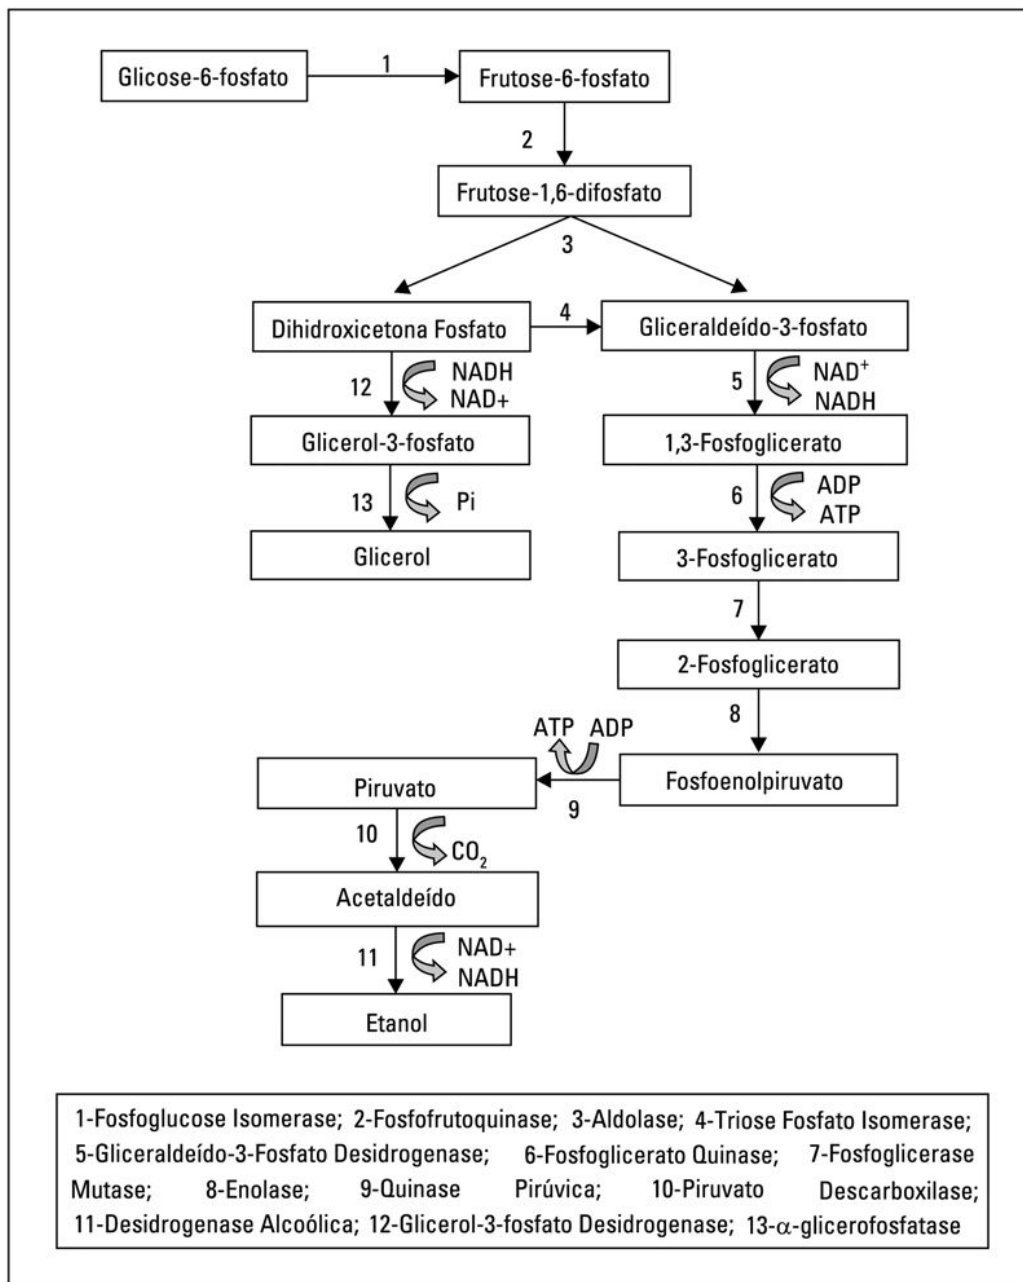 Glicose-6-fosfato
1
Frutose-6-fosfato
2
Frutose-1,6-difosfato
3
Dihidroxicetona Fosfato
4
Gliceraldeído-3-fosfato
12
NADH
NAD+
5
NAD+
NADH
Glicerol-3-fosfato
1,3-Fosfoglicerato
13
Pi
6
ADP
ATP
Glicerol
3-Fosfoglicerato
7
2-Fosfoglicerato
8
ATP ADP
Piruvato
9
Fosfoenolpiruvato
10
CO2
Acetaldeído
11
NAD+
NADH
Etanol
1-Fosfoglucose Isomerase; 2-Fosfofrutoquinase; 3-Aldolase; 4-Triose Fosfato Isomerase;
5-Gliceraldeído-3-Fosfato Desidrogenase; 6-Fosfoglicerato Quinase; 7-Fosfoglicerase
Mutase; 8-Enolase; 9-Quinase Pirúvica; 10-Piruvato Descarboxilase;
11-Desidrogenase Alcoólica; 12-Glicerol-3-fosfato Desidrogenase; 13-α-glicerofosfatase